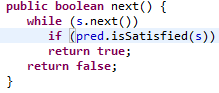 public boolean next() {
while (s.next())
if (pred.isSatisfied(s))
return true;
return false;
}